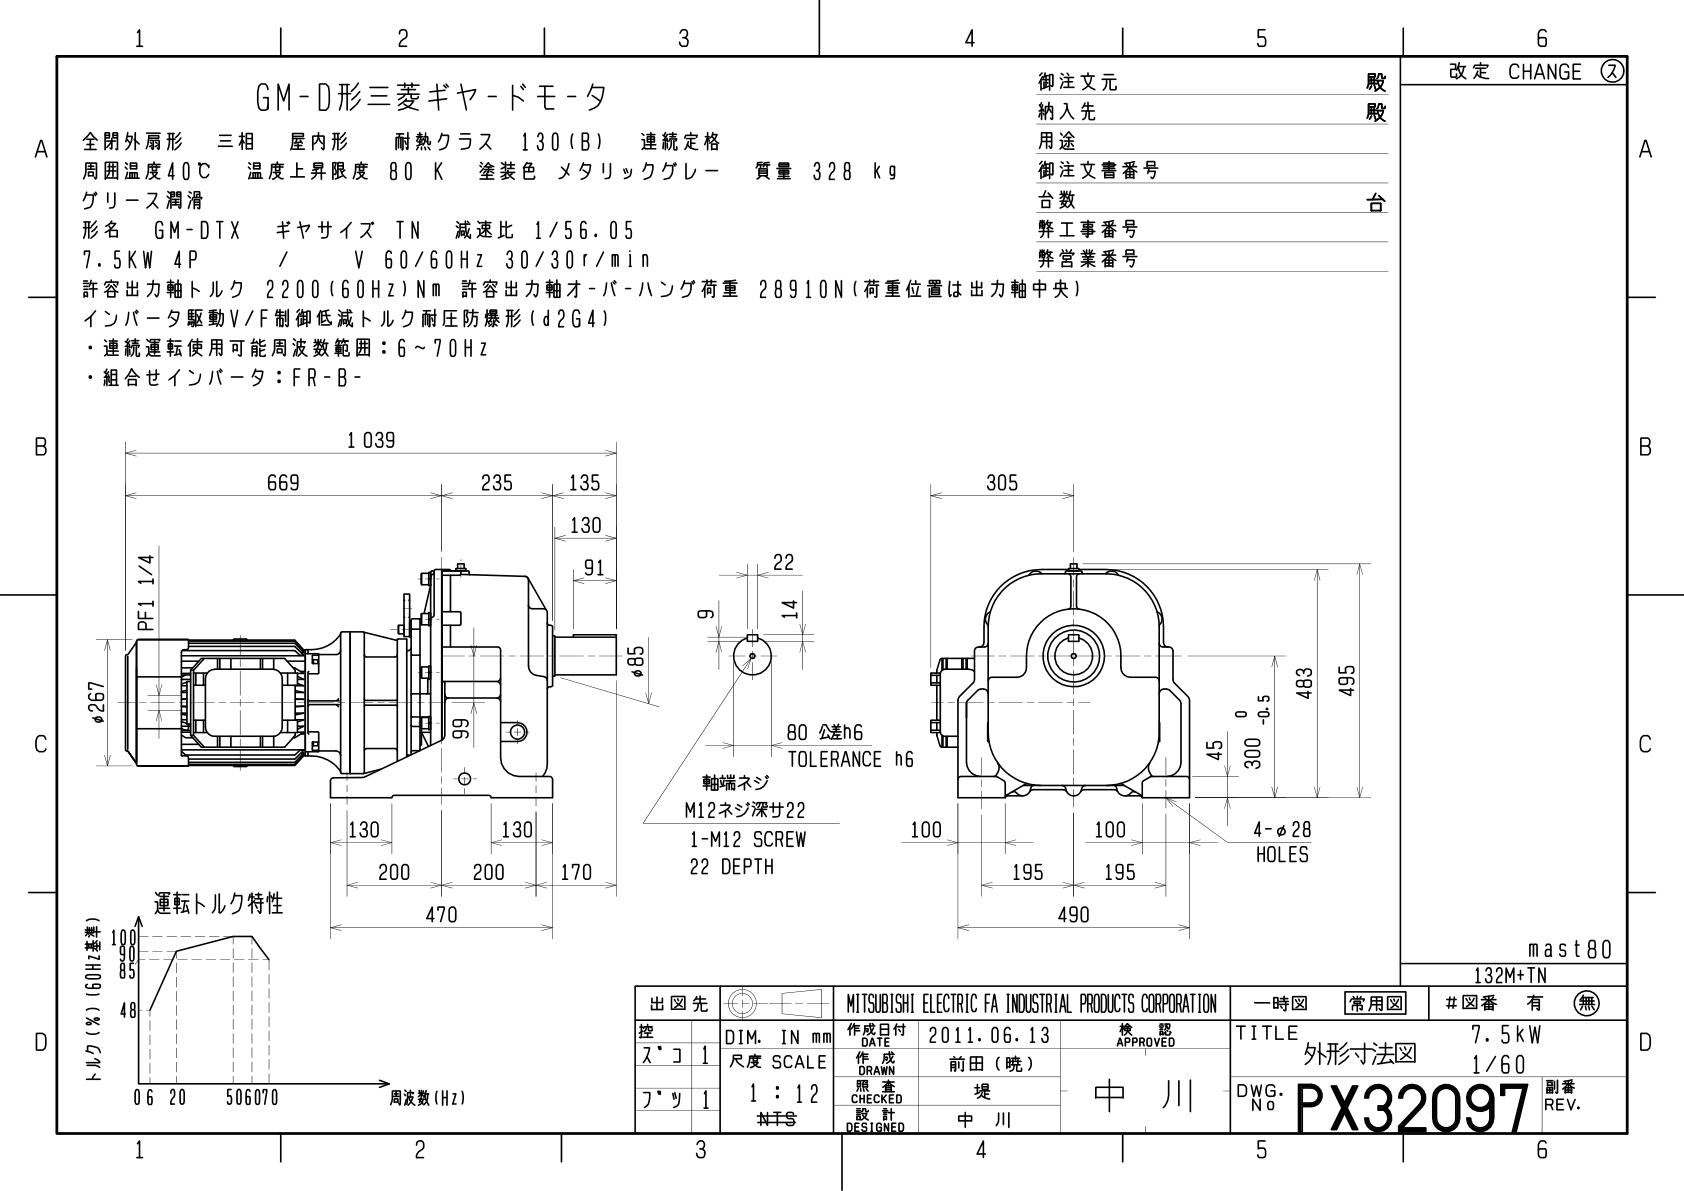 1 2 3 4 5 6
改定 CHANGE ス
GM-D形三菱ギヤードモータ
御注文元 殿
納入先 殿
用途
御注文書番号
台数 台
弊工事番号
弊営業番号
全閉外扇形 三相 屋内形 耐熱クラス 130(B) 連続定格
周囲温度40℃ 温度上昇限度 80 K 塗装色 メタリックグレー 質量 328 kg
グリース潤滑
形名 GM-DTX ギヤサイズ TN 減速比 1/56.05
7.5KW 4P / V 60/60Hz 30/30r/min
許容出力軸トルク 2200(60Hz)Nm 許容出力軸オーバーハング荷重 28910N(荷重位置は出力軸中央)
インバータ駆動V/F制御低減トルク耐圧防爆形(d2G4)
・連続運転使用可能周波数範囲:6~70Hz
・組合せインバータ:FR-B-
A A
B B
C C
D D
1 039
669 235 135
130
91
PF1 1/4
φ267
φ85
99
130 130
200 200 170
470
22
9
14
80 公差h6
TOLERANCE h6
軸端ネジ
M12ネジ深サ22
1-M12 SCREW
22 DEPTH
305
483
495
0
300 -0.5
45
100 100
4-φ28
HOLES
195 195
490
運転トルク特性
トルク(%)(60Hz基準)
100
90
85
48
0 6 20 50 60 70
周波数(Hz)
mast80
132M+TN
出図先
MITSUBISHI ELECTRIC FA INDUSTRIAL PRODUCTS CORPORATION
一時図 常用図 #図番 有 無
控
スﾞコ 1
フﾞツ 1
DIM. IN mm
尺度 SCALE
1 : 12
NTS
作成日付
DATE
2011.06.13
作 成
DRAWN
前田(暁)
照 査
CHECKED
堤
設 計
DESIGNED
中 川
検 認
APPROVED
中 川
TITLE
外形寸法図
7.5kW
1/60
DWG.
No
PX32097
副番
REV.
1 2 3 4 5 6